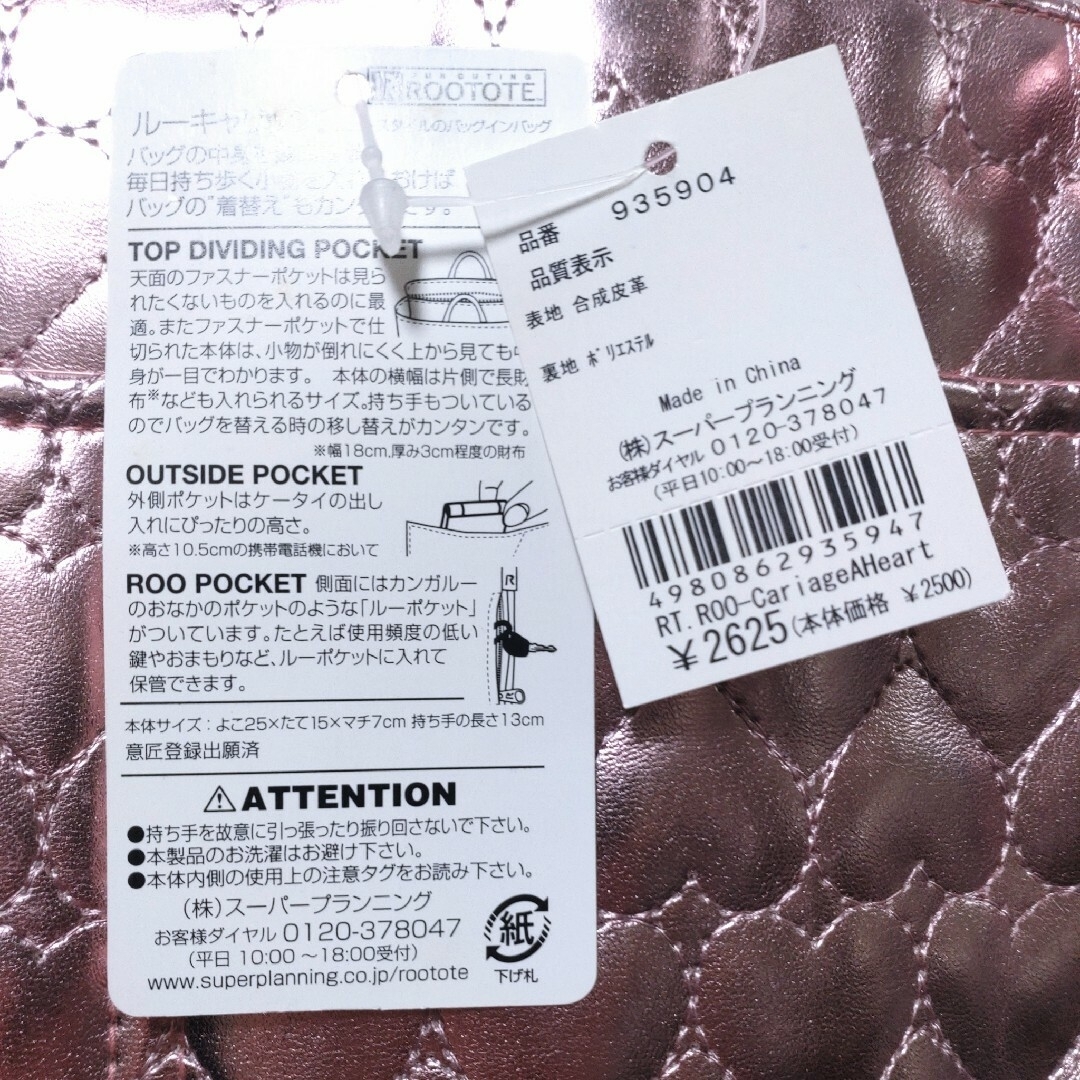 FUN OUTING
ROOTOTE
ルーキャ
スタイルのバッグインバッグ
バッグの中身
毎日持ち歩く小物を入れておけば
バッグの"着替え"もカンタンです。
TOP DIVIDING POCKET
天面のファスナーポケットは見ら
れたくないものを入れるのに最
適。またファスナーポケットで仕
切られた本体は、小物が倒れにくく上から見ても中
身が一目でわかります。 本体の横幅は片側で長財
布※なども入れられるサイズ。持ち手もついている
のでバッグを替える時の移し替えがカンタンです。
※幅18cm,厚み3cm程度の財布
OUTSIDE POCKET
外側ポケットはケータイの出し
入れにぴったりの高さ。
※高さ10.5cmの携帯電話機において
ROO POCKET 側面にはカンガルー
のおなかのポケットのような「ルーポケット」
がついています。たとえば使用頻度の低い
鍵やおまもりなど、ルーポケットに入れて
保管できます。
R
本体サイズ：よこ25×たて15×マチ7cm 持ち手の長さ13cm
意匠登録出願済
⚠ATTENTION
●持ち手を故意に引っ張ったり振り回さないで下さい。
●本製品のお洗濯はお避け下さい。
●本体内側の使用上の注意タグをお読み下さい。
(株)スーパープランニング
お客様ダイヤル 0120-378047
(平日 10:00 ～18:00受付)
www.superplanning.co.jp/rootote
紙
下げ札
品番 935904
品質表示
表地 合成皮革
裏地 ポリエステル
Made in China
(株)スーパープランニング
お客様ダイヤル 0120-378047
(平日10:00～18:00受付)
4980862935947
RT.ROO-CariageAHeart
¥2625(本体価格 ¥2500)